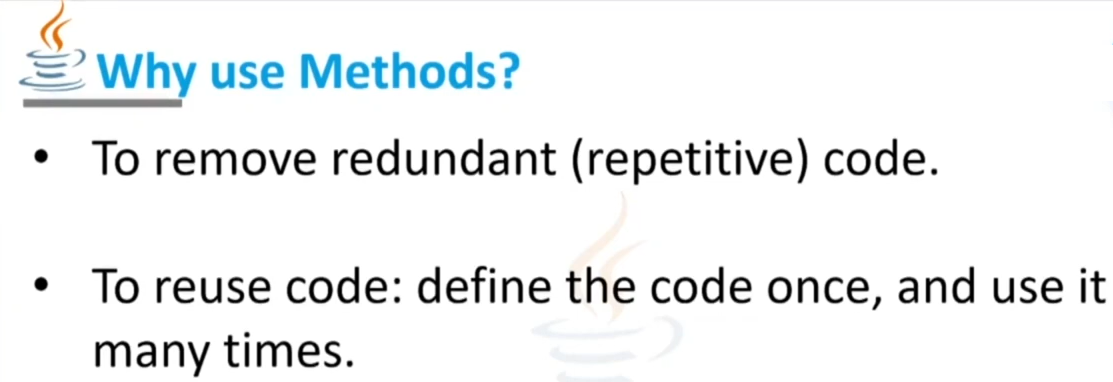 Why use Methods?
• To remove redundant (repetitive) code.
• To reuse code: define the code once, and use it
many times.